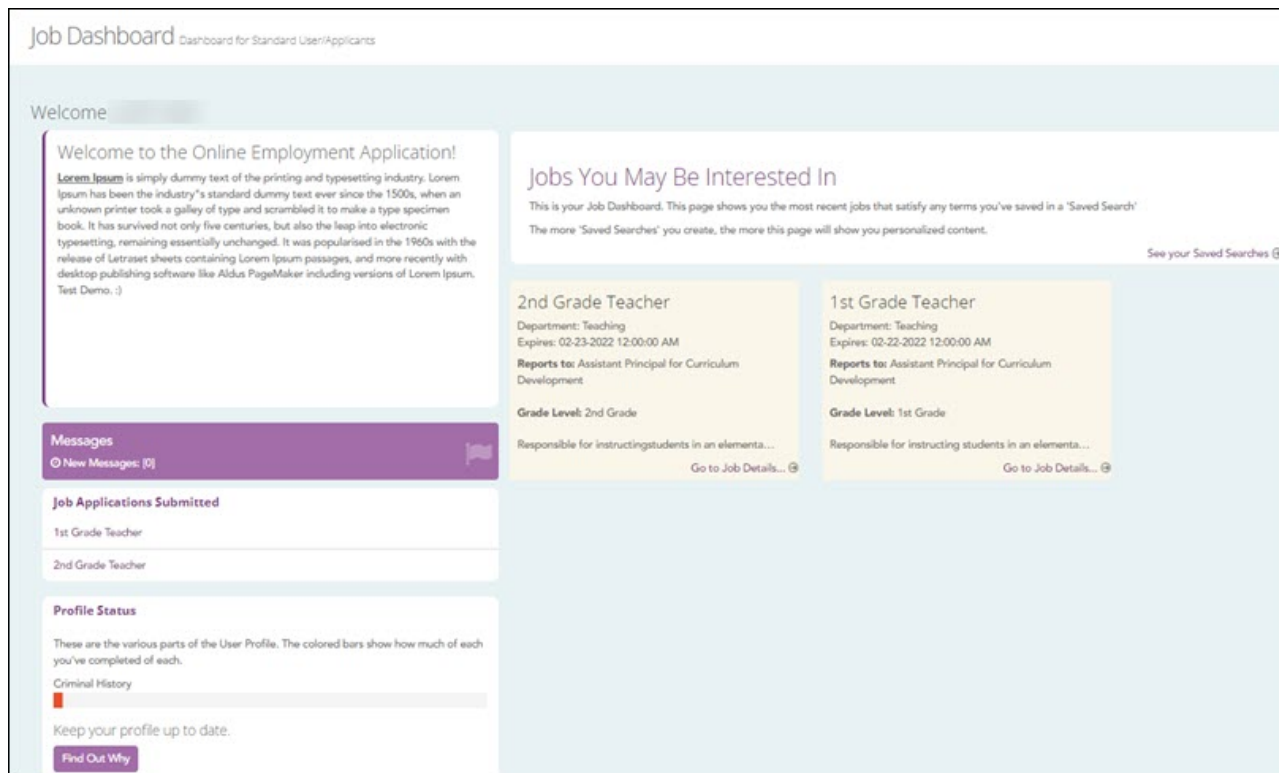 Job Dashboard Dashboard for Standard User/Applicants
Welcome
Welcome to the Online Employment Application!
Lorem Ipsum is simply dummy text of the printing and typesetting industry. Lorem
Ipsum has been the industry"s standard dummy text ever since the 1500s, when an
unknown printer took a galley of type and scrambled it to make a type specimen
book. It has survived not only five centuries, but also the leap into electronic
typesetting, remaining essentially unchanged. It was popularised in the 1960s with the
release of Letraset sheets containing Lorem Ipsum passages, and more recently with
desktop publishing software like Aldus PageMaker including versions of Lorem Ipsum.
Test Demo. :)
Messages
New Messages: [0]
Job Applications Submitted
1st Grade Teacher
2nd Grade Teacher
Profile Status
These are the various parts of the User Profile. The colored bars show how much of each
you've completed of each.
Criminal History
Keep your profile up to date.
Find Out Why
Jobs You May Be Interested In
This is your Job Dashboard. This page shows you the most recent jobs that satisfy any terms you've saved in a 'Saved Search'
The more 'Saved Searches' you create, the more this page will show you personalized content.
See your Saved Searches
2nd Grade Teacher
Department: Teaching
Expires: 02-23-2022 12:00:00 AM
Reports to: Assistant Principal for Curriculum
Development
Grade Level: 2nd Grade
Responsible for instructingstudents in an elementa...
Go to Job Details...
1st Grade Teacher
Department: Teaching
Expires: 02-22-2022 12:00:00 AM
Reports to: Assistant Principal for Curriculum
Development
Grade Level: 1st Grade
Responsible for instructing students in an elementa...
Go to Job Details...